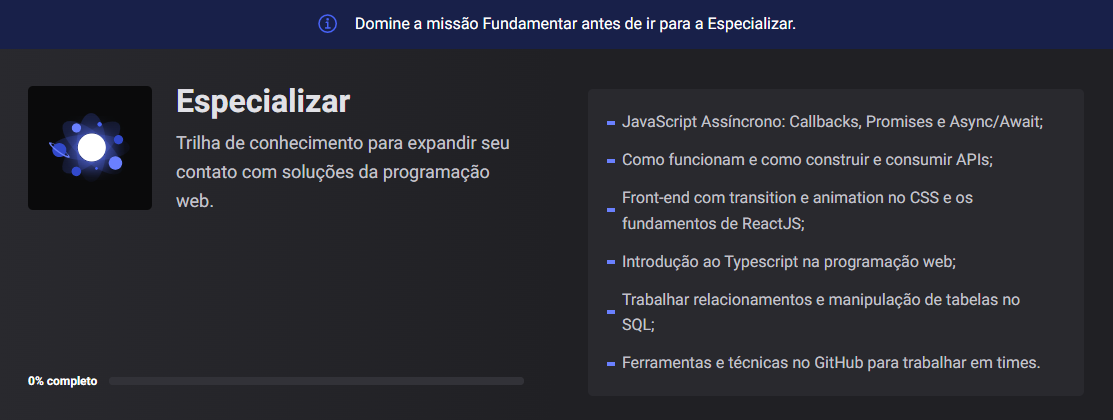 Domine a missão Fundamentar antes de ir para a Especializar.
Especializar
Trilha de conhecimento para expandir seu
contato com soluções da programação
web.
0% completo
JavaScript Assíncrono: Callbacks, Promises e Async/Await;
Como funcionam e como construir e consumir APIs;
Front-end com transition e animation no CSS e os
fundamentos de ReactJS;
Introdução ao Typescript na programação web;
Trabalhar relacionamentos e manipulação de tabelas no
SQL;
Ferramentas e técnicas no GitHub para trabalhar em times.